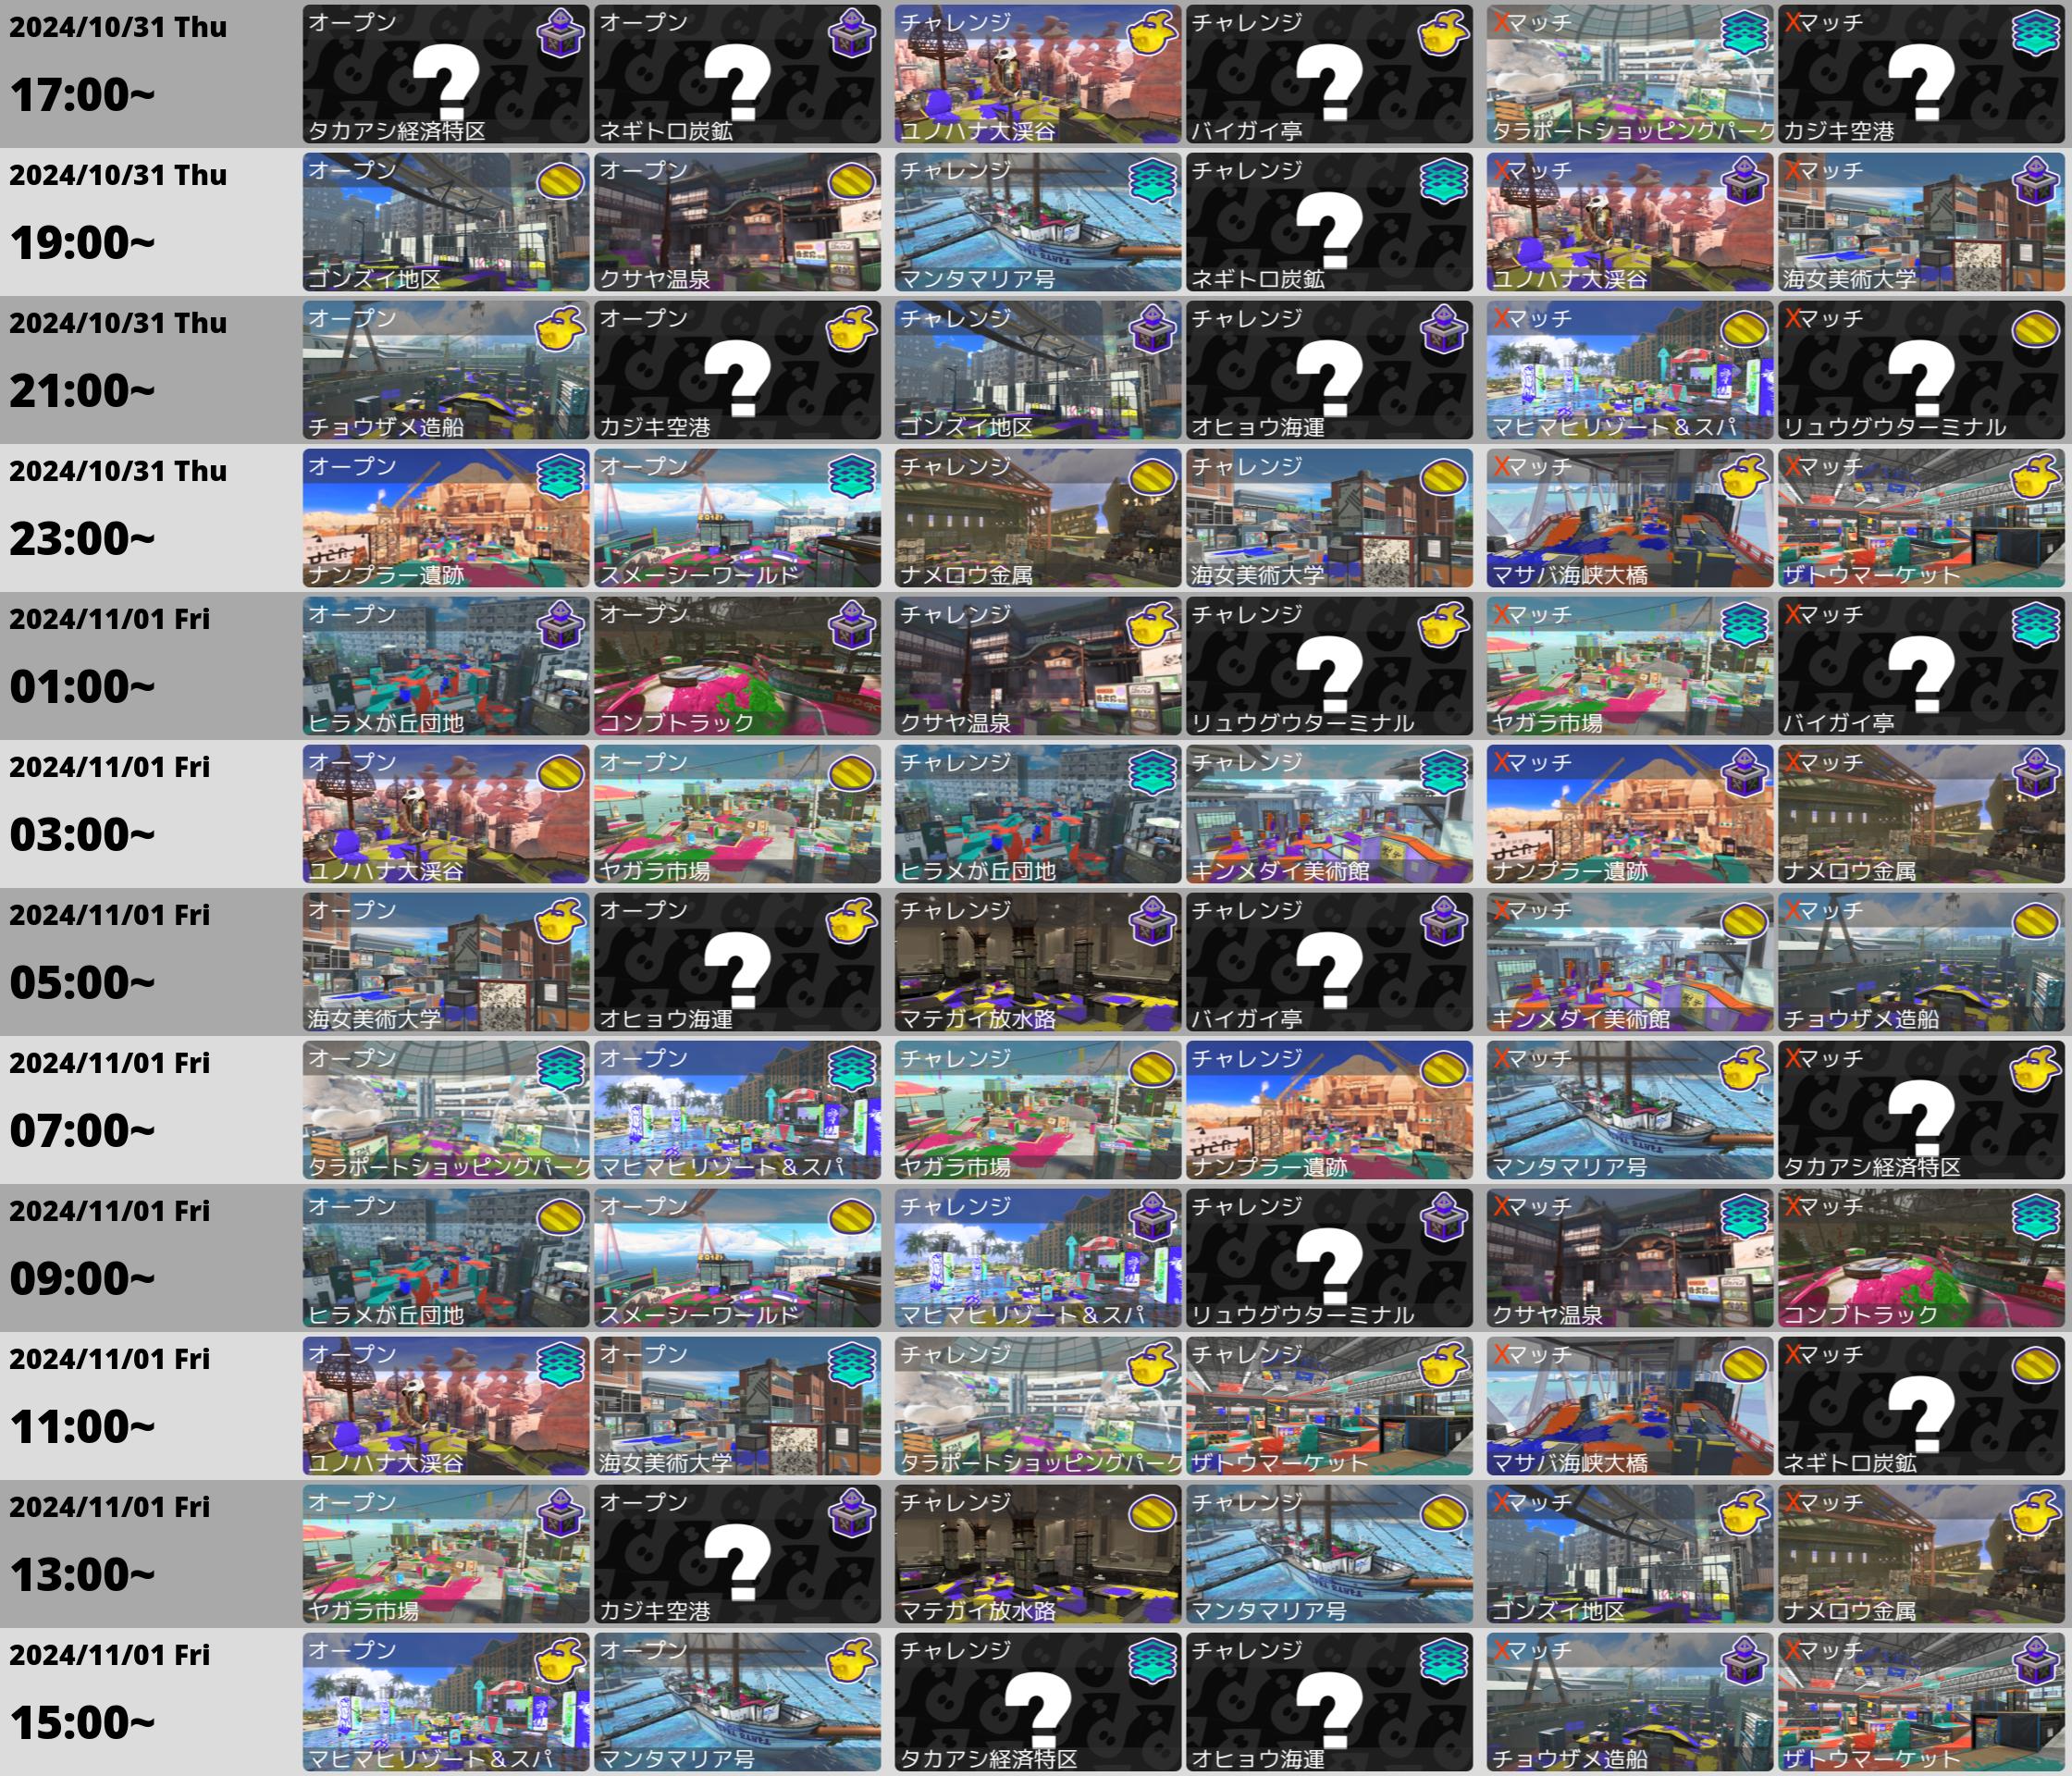 2024/10/31 Thu
17:00~
オープン オープン チャレンジ チャレンジ Xマッチ Xマッチ
タカアシ経済特区 ネギトロ炭鉱 ユノハナ大渓谷 バイガイ亭 タラポートショッピングパーク カジキ空港
2024/10/31 Thu
19:00~
オープン オープン チャレンジ チャレンジ Xマッチ Xマッチ
ゴンズイ地区 クサヤ温泉 マンタマリア号 ネギトロ炭鉱 ユノハナ大渓谷 海女美術大学
2024/10/31 Thu
21:00~
オープン オープン チャレンジ チャレンジ Xマッチ Xマッチ
チョウザメ造船 カジキ空港 ゴンズイ地区 オヒョウ海運 マヒマヒリゾート＆スパ リュウグウターミナル
2024/10/31 Thu
23:00~
オープン オープン チャレンジ チャレンジ Xマッチ Xマッチ
ナンプラー遺跡 スメーシーワールド ナメロウ金属 海女美術大学 マサバ海峡大橋 ザトウマーケット
2024/11/01 Fri
01:00~
オープン オープン チャレンジ チャレンジ Xマッチ Xマッチ
ヒラメが丘団地 コンブトラック クサヤ温泉 リュウグウターミナル ヤガラ市場 バイガイ亭
2024/11/01 Fri
03:00~
オープン オープン チャレンジ チャレンジ Xマッチ Xマッチ
ユノハナ大渓谷 ヤガラ市場 ヒラメが丘団地 キンメダイ美術館 ナンプラー遺跡 ナメロウ金属
2024/11/01 Fri
05:00~
オープン オープン チャレンジ チャレンジ Xマッチ Xマッチ
海女美術大学 オヒョウ海運 マテガイ放水路 バイガイ亭 キンメダイ美術館 チョウザメ造船
2024/11/01 Fri
07:00~
オープン オープン チャレンジ チャレンジ Xマッチ Xマッチ
タラポートショッピングパーク マヒマヒリゾート＆スパ ヤガラ市場 ナンプラー遺跡 マンタマリア号 タカアシ経済特区
2024/11/01 Fri
09:00~
オープン オープン チャレンジ チャレンジ Xマッチ Xマッチ
ヒラメが丘団地 スメーシーワールド マヒマヒリゾート＆スパ リュウグウターミナル クサヤ温泉 コンブトラック
2024/11/01 Fri
11:00~
オープン オープン チャレンジ チャレンジ Xマッチ Xマッチ
ユノハナ大渓谷 海女美術大学 タラポートショッピングパーク ザトウマーケット マサバ海峡大橋 ネギトロ炭鉱
2024/11/01 Fri
13:00~
オープン オープン チャレンジ チャレンジ Xマッチ Xマッチ
ヤガラ市場 カジキ空港 マテガイ放水路 マンタマリア号 ゴンズイ地区 ナメロウ金属
2024/11/01 Fri
15:00~
オープン オープン チャレンジ チャレンジ Xマッチ Xマッチ
マヒマヒリゾート＆スパ マンタマリア号 タカアシ経済特区 オヒョウ海運 チョウザメ造船 ザトウマーケット